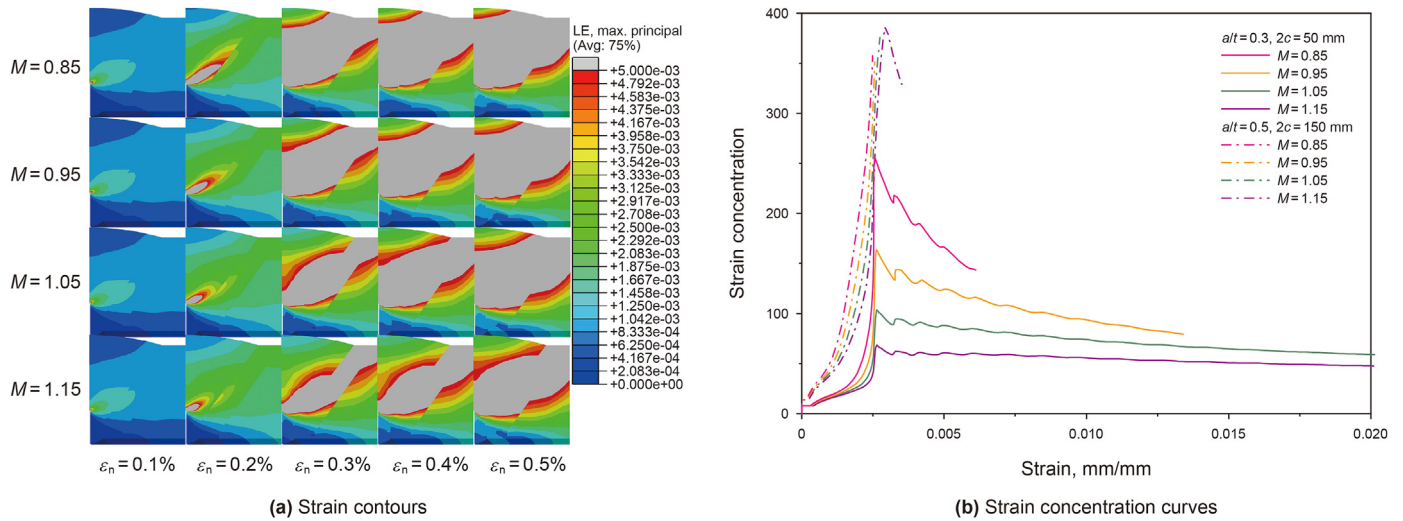 M = 0.85
M = 0.95
M = 1.05
M = 1.15
εn = 0.1%
εn = 0.2%
εn = 0.3%
εn = 0.4%
εn = 0.5%
LE, max. principal
(Avg: 75%)
+5.000e-03
+4.792e-03
+4.583e-03
+4.375e-03
+4.167e-03
+3.958e-03
+3.750e-03
+3.542e-03
+3.333e-03
+3.125e-03
+2.917e-03
+2.708e-03
+2.500e-03
+2.292e-03
+2.083e-03
+1.875e-03
+1.667e-03
+1.458e-03
+1.250e-03
+1.042e-03
+8.333e-04
+6.250e-04
+4.167e-04
+2.083e-04
+0.000e+00
(a) Strain contours
Strain concentration
400
300
200
100
0
0
0.005
0.010
0.015
0.020
Strain, mm/mm
a/t = 0.3, 2c = 50 mm
M = 0.85
M = 0.95
M = 1.05
M = 1.15
a/t = 0.5, 2c = 150 mm
M = 0.85
M = 0.95
M = 1.05
M = 1.15
(b) Strain concentration curves